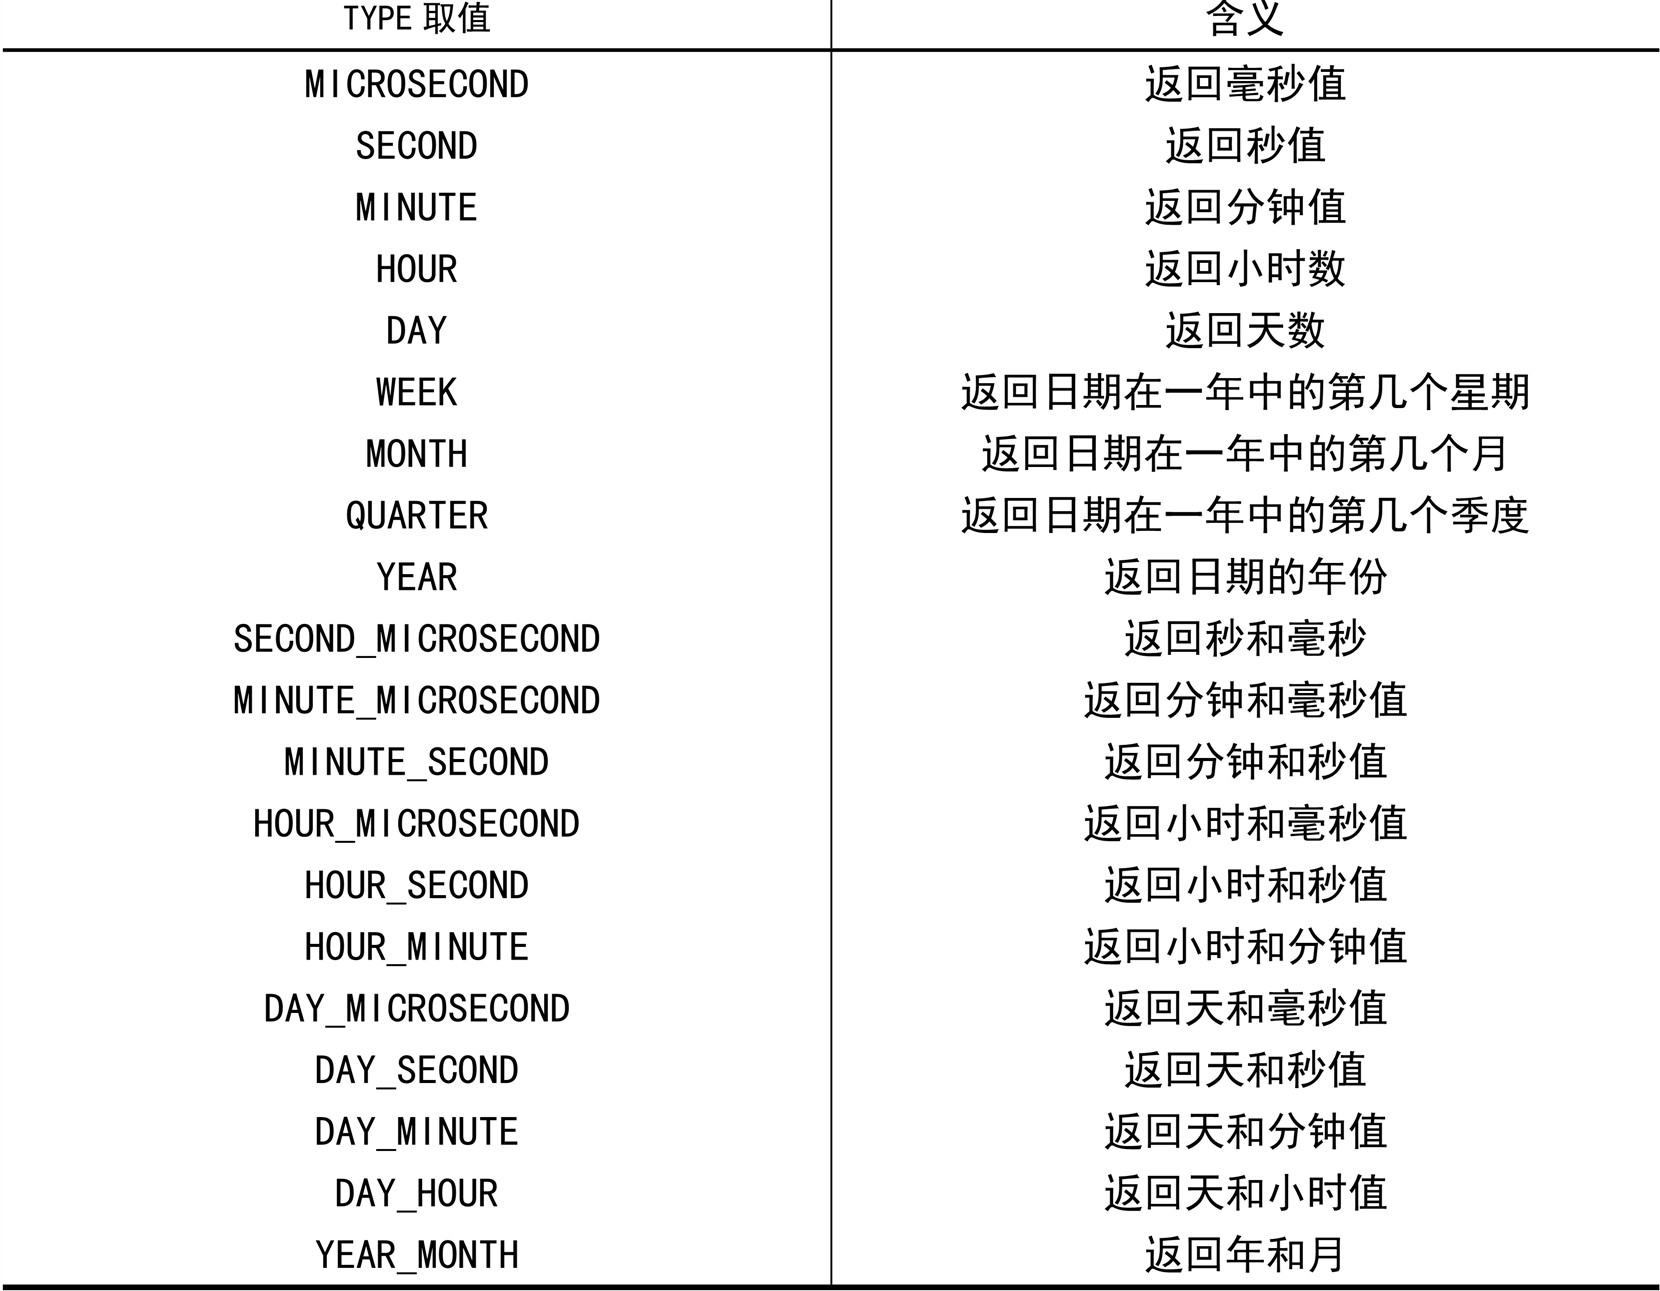 TYPE 取值 含义
MICROSECOND 返回毫秒值
SECOND 返回秒值
MINUTE 返回分钟值
HOUR 返回小时数
DAY 返回天数
WEEK 返回日期在一年中的第几个星期
MONTH 返回日期在一年中的第几个月
QUARTER 返回日期在一年中的第几个季度
YEAR 返回日期的年份
SECOND_MICROSECOND 返回秒和毫秒
MINUTE_MICROSECOND 返回分钟和毫秒值
MINUTE_SECOND 返回分钟和秒值
HOUR_MICROSECOND 返回小时和毫秒值
HOUR_SECOND 返回小时和秒值
HOUR_MINUTE 返回小时和分钟值
DAY_MICROSECOND 返回天和毫秒值
DAY_SECOND 返回天和秒值
DAY_MINUTE 返回天和分钟值
DAY_HOUR 返回天和小时值
YEAR_MONTH 返回年和月